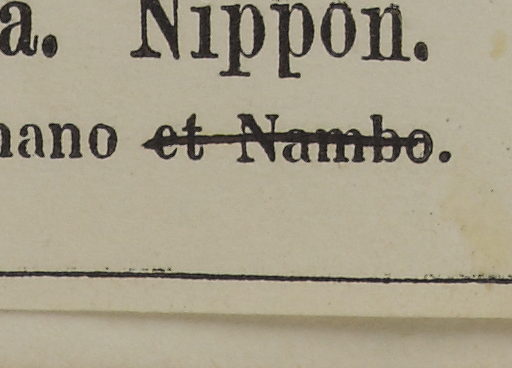 a. Nippon.
nano et Nambo.